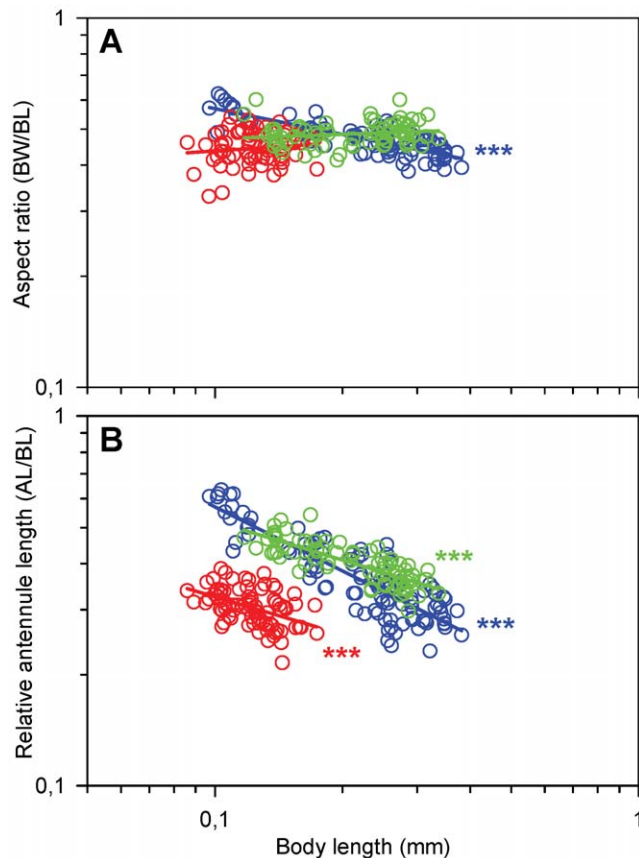 1
A
Aspect ratio (BW/BL)
***
0,1
1
B
Relative antennule length (AL/BL)
***
***
***
0,1
0,1
1
Body length (mm)